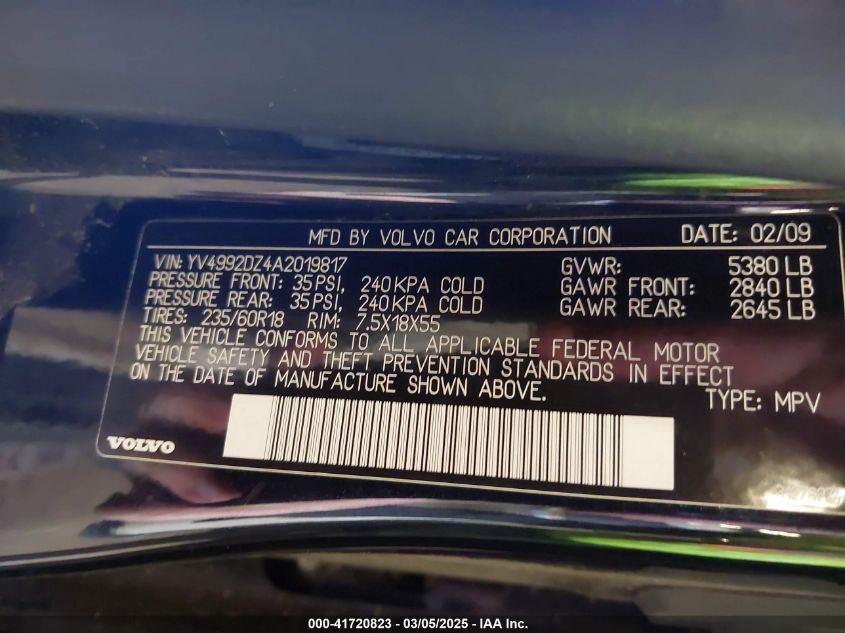 MFD BY VOLVO CAR CORPORATION DATE: 02/09
VIN: YV4992DZ4A2019817 GVWR: 5380 LB
PRESSURE FRONT: 35 PSI, 240 KPA COLD GAWR FRONT: 2840 LB
PRESSURE REAR: 35 PSI, 240 KPA COLD GAWR REAR: 2645 LB
TIRES: 235/60R18 RIM: 7.5X18X55
THIS VEHICLE CONFORMS TO ALL APPLICABLE FEDERAL MOTOR
VEHICLE SAFETY AND THEFT PREVENTION STANDARDS IN EFFECT
ON THE DATE OF MANUFACTURE SHOWN ABOVE.
TYPE: MPV
VOLVO
000-41720823 - 03/05/2025 - IAA Inc.